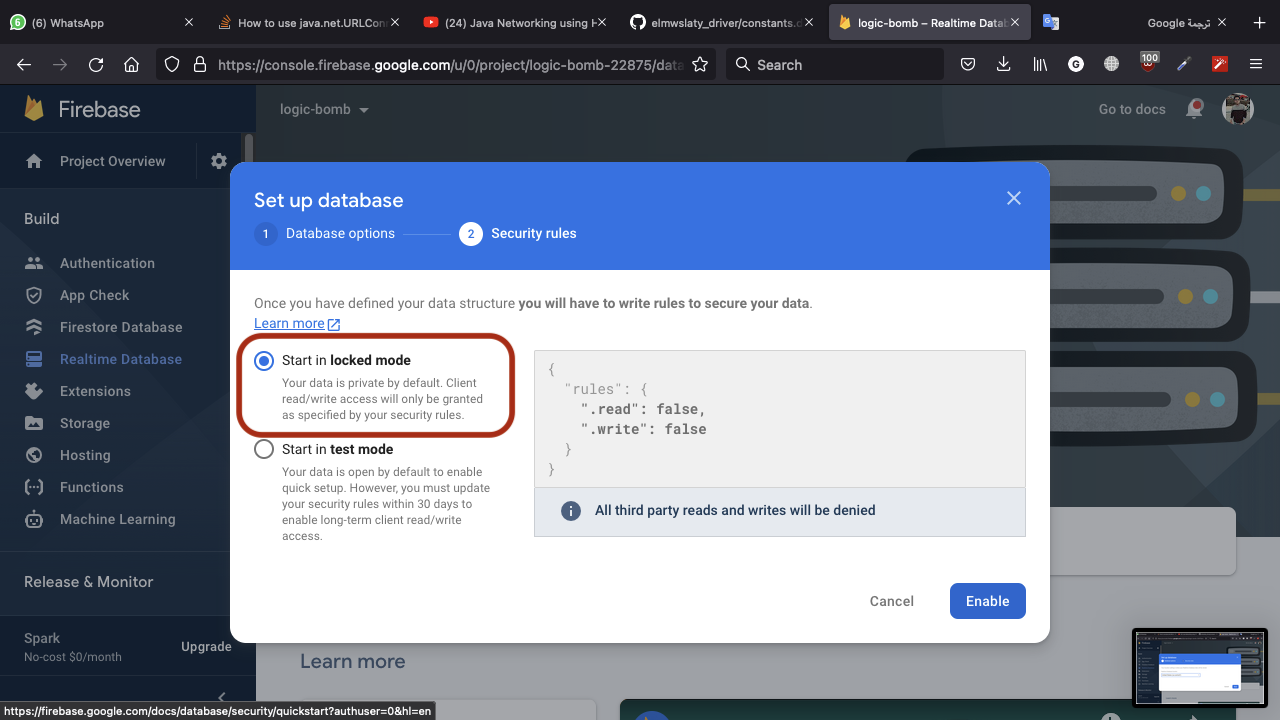 (6) WhatsApp
How to use java.net.URLCon
(24) Java Networking using H
elmwslaty_driver/constants.d
logic-bomb – Realtime Data
ترجمة Google
https://console.firebase.google.com/u/0/project/logic-bomb-22875/data
Search
100
Firebase
logic-bomb
Go to docs
Project Overview
Build
Authentication
App Check
Firestore Database
Realtime Database
Extensions
Storage
Hosting
Functions
Machine Learning
Release & Monitor
Spark
No-cost $0/month
Upgrade
Set up database
1 Database options
2 Security rules
Once you have defined your data structure you will have to write rules to secure your data.
Learn more
Start in locked mode
Your data is private by default. Client
read/write access will only be granted
as specified by your security rules.
Start in test mode
Your data is open by default to enable
quick setup. However, you must update
your security rules within 30 days to
enable long-term client read/write
access.
{
"rules": {
".read": false,
".write": false
}
}
All third party reads and writes will be denied
Cancel
Enable
Learn more
https://firebase.google.com/docs/database/security/quickstart?authuser=0&hl=en